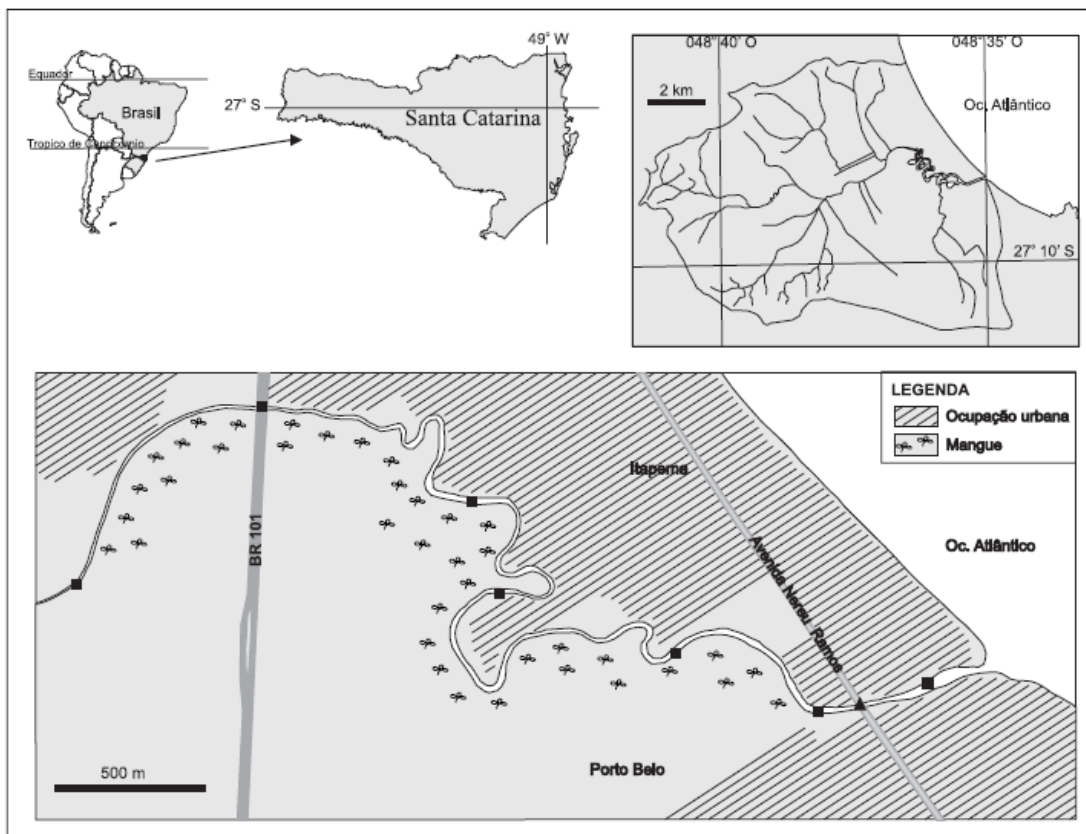 Equador
Brasil
Tropico de Capricornio
27° S
49° W
Santa Catarina
048° 40' O
048° 35' O
2 km
Oc. Atlântico
27° 10' S
LEGENDA
Ocupação urbana
Mangue
Itapema
BR 101
Avenida Nereu Ramos
Oc. Atlântico
Porto Belo
500 m